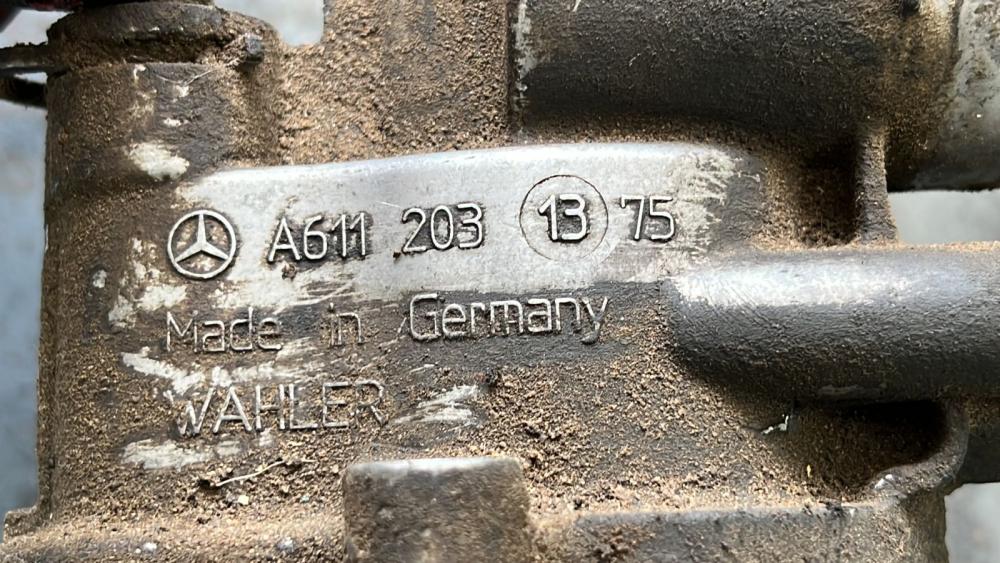 A611 203 13 75
Made in Germany
WAHLER